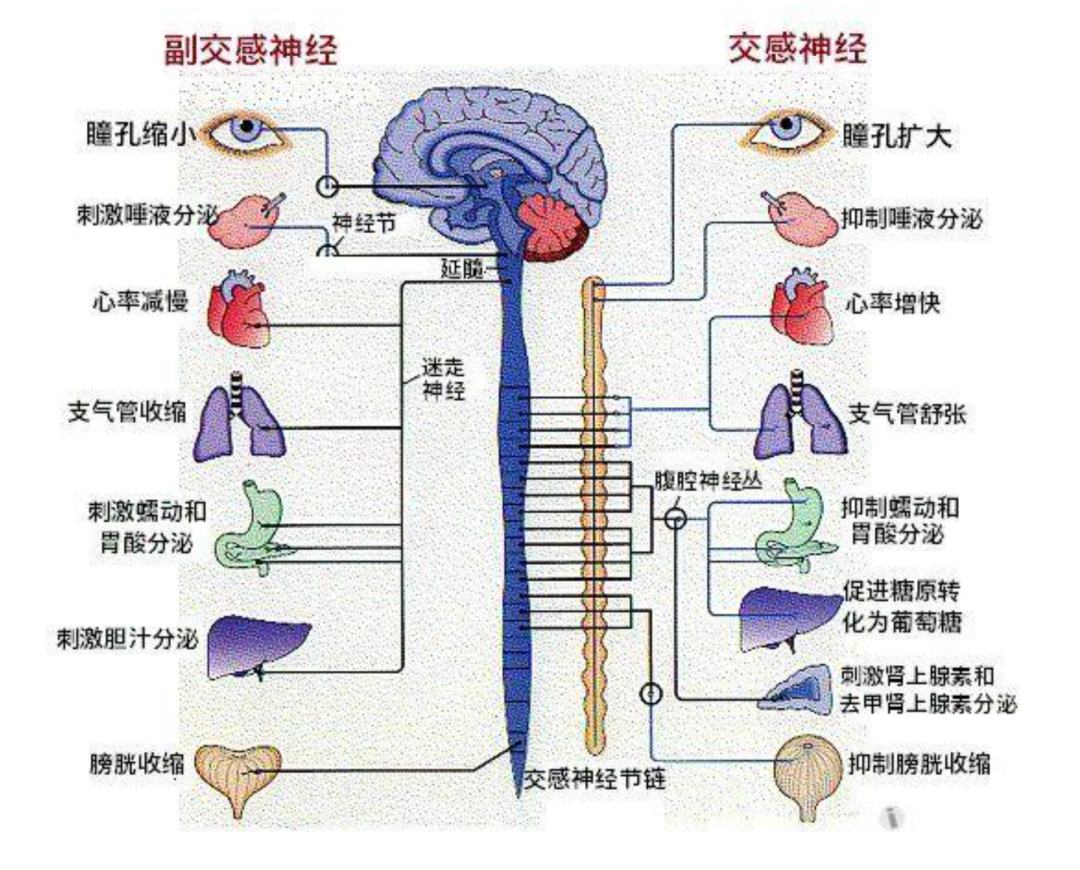 副交感神经
交感神经
瞳孔缩小
瞳孔扩大
刺激唾液分泌
神经节
抑制唾液分泌
延髓
心率减慢
心率增快
迷走
神经
支气管收缩
支气管舒张
腹腔神经丛
刺激蠕动和
胃酸分泌
抑制蠕动和
胃酸分泌
促进糖原转
化为葡萄糖
刺激胆汁分泌
刺激肾上腺素和
去甲肾上腺素分泌
膀胱收缩
交感神经节链
抑制膀胱收缩
i